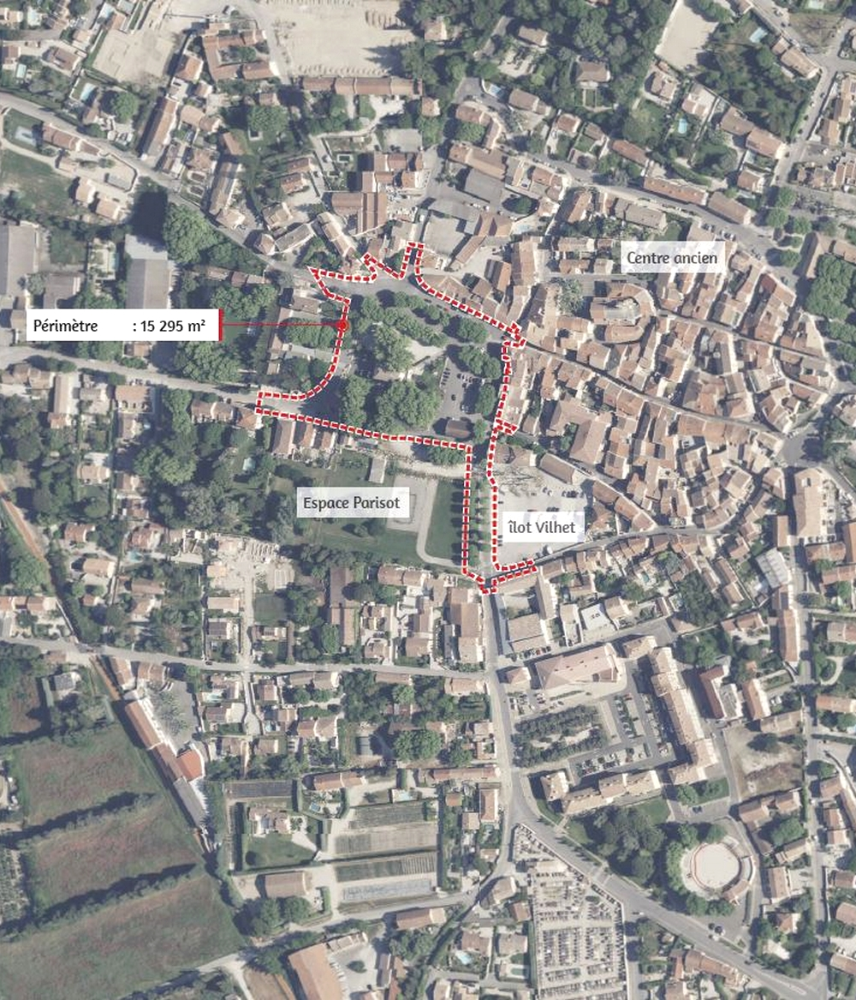 Centre ancien
Périmètre : 15 295 m²
Espace Parisot
îlot Vilhet